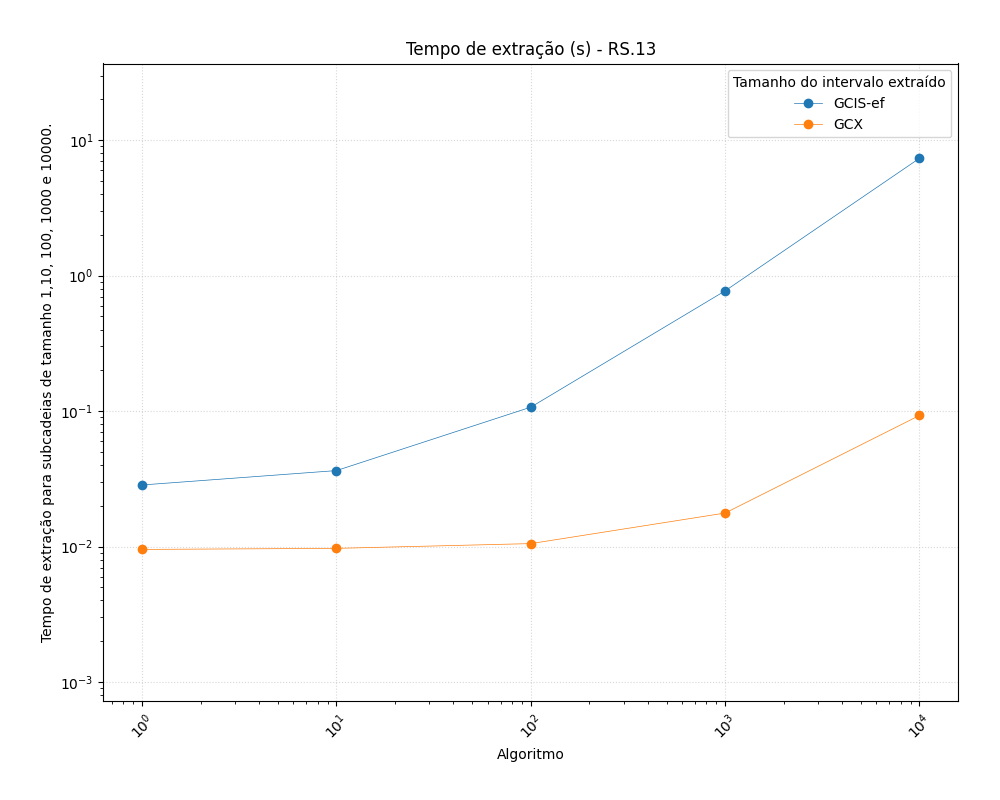 Tempo de extração (s) - RS.13
Tamanho do intervalo extraído
GCIS-ef
GCX
Tempo de extração para subcadeias de tamanho 1,10, 100, 1000 e 10000.
10¹
10⁰
10⁻¹
10⁻²
10⁻³
10⁰ 10¹ 10² 10³ 10⁴
Algoritmo